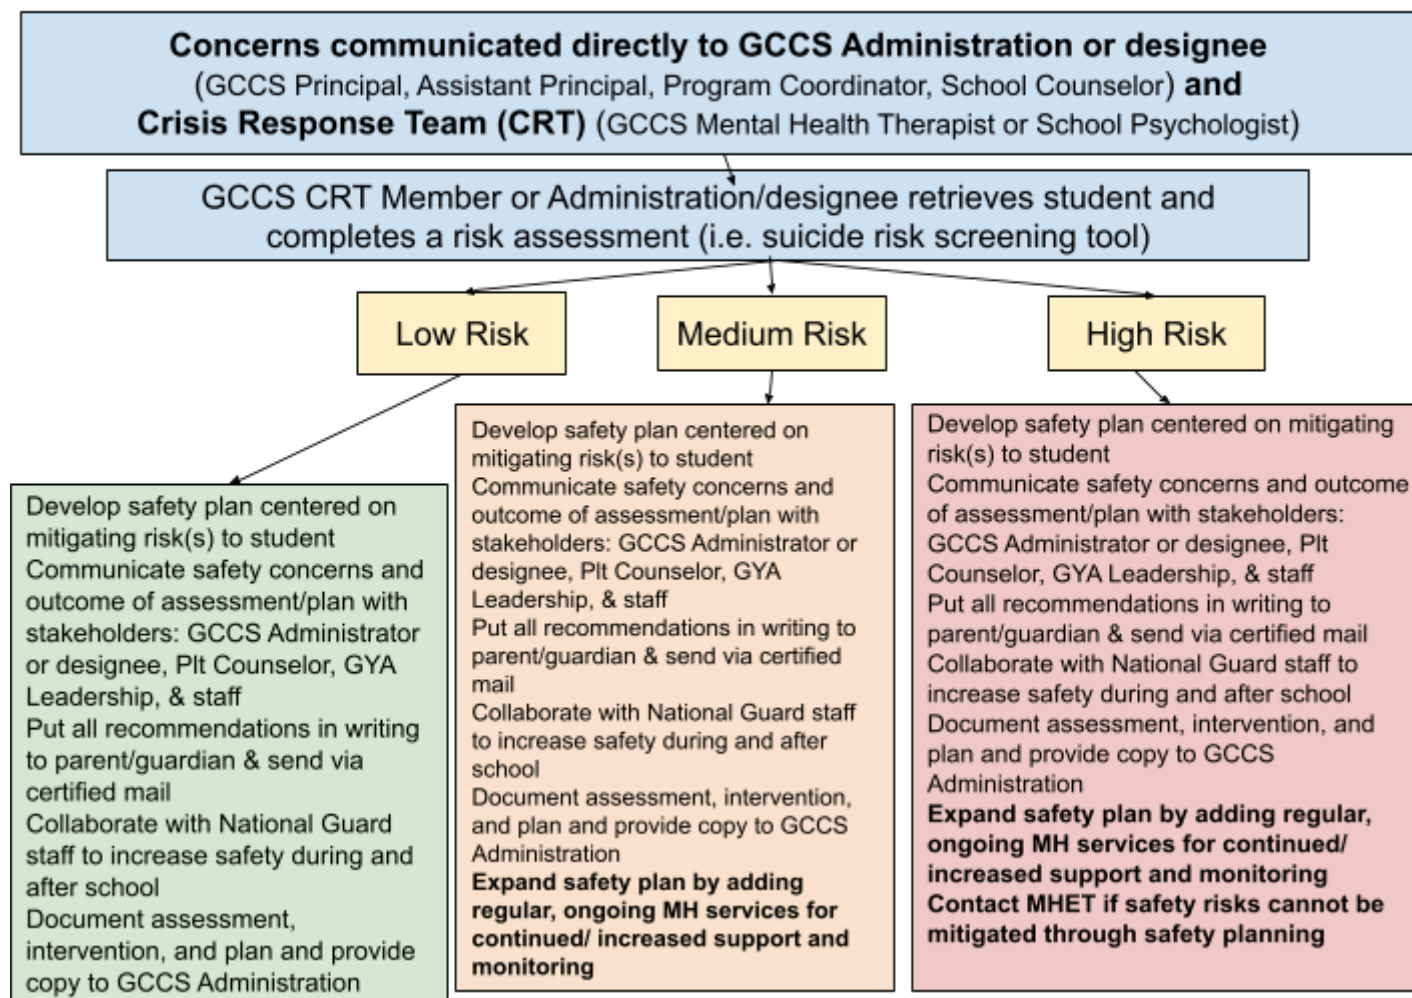 Concerns communicated directly to GCCS Administration or designee
(GCCS Principal, Assistant Principal, Program Coordinator, School Counselor) and
Crisis Response Team (CRT) (GCCS Mental Health Therapist or School Psychologist)
GCCS CRT Member or Administration/designee retrieves student and
completes a risk assessment (i.e. suicide risk screening tool)
Low Risk
Medium Risk
High Risk
Develop safety plan centered on
mitigating risk(s) to student
Communicate safety concerns and
outcome of assessment/plan with
stakeholders: GCCS Administrator
or designee, Plt Counselor, GYA
Leadership, & staff
Put all recommendations in writing
to parent/guardian & send via
certified mail
Collaborate with National Guard
staff to increase safety during and
after school
Document assessment,
intervention, and plan and provide
copy to GCCS Administration
Develop safety plan centered on
mitigating risk(s) to student
Communicate safety concerns and
outcome of assessment/plan with
stakeholders: GCCS Administrator or
designee, Plt Counselor, GYA
Leadership, & staff
Put all recommendations in writing to
parent/guardian & send via certified
mail
Collaborate with National Guard staff
to increase safety during and after
school
Document assessment, intervention,
and plan and provide copy to GCCS
Administration
Expand safety plan by adding
regular, ongoing MH services for
continued/ increased support and
monitoring
Develop safety plan centered on mitigating
risk(s) to student
Communicate safety concerns and outcome
of assessment/plan with stakeholders:
GCCS Administrator or designee, Plt
Counselor, GYA Leadership, & staff
Put all recommendations in writing to
parent/guardian & send via certified mail
Collaborate with National Guard staff to
increase safety during and after school
Document assessment, intervention, and
plan and provide copy to GCCS
Administration
Expand safety plan by adding regular,
ongoing MH services for continued/
increased support and monitoring
Contact MHET if safety risks cannot be
mitigated through safety planning